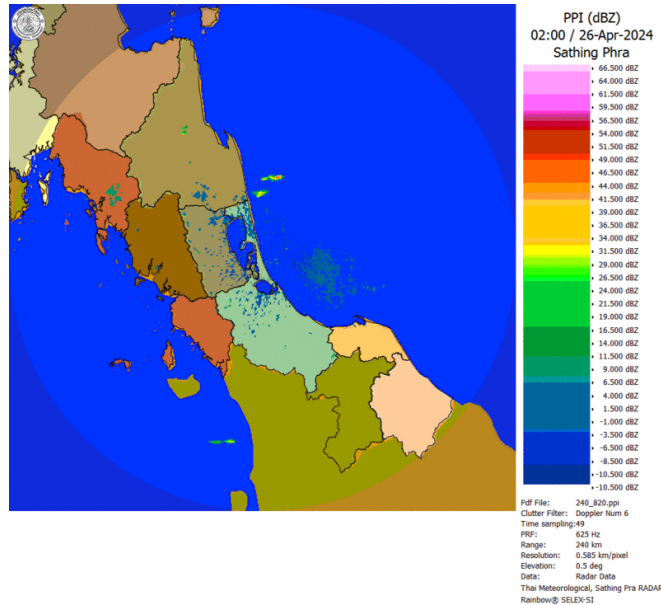 PPI (dBZ)
02:00 / 26-Apr-2024
Sathing Phra
66.500 dBZ
64.000 dBZ
61.500 dBZ
59.500 dBZ
56.500 dBZ
54.000 dBZ
51.500 dBZ
49.000 dBZ
46.500 dBZ
44.000 dBZ
41.500 dBZ
39.000 dBZ
36.500 dBZ
34.000 dBZ
31.500 dBZ
29.000 dBZ
26.500 dBZ
24.000 dBZ
21.500 dBZ
19.000 dBZ
16.500 dBZ
14.000 dBZ
11.500 dBZ
9.000 dBZ
6.500 dBZ
4.000 dBZ
1.500 dBZ
-1.000 dBZ
-3.500 dBZ
-6.500 dBZ
-8.500 dBZ
-10.500 dBZ
-10.500 dBZ
Pdf File: 240_820.ppi
Clutter Filter: Doppler Num 6
Time sampling:49
PRF: 625 Hz
Range: 240 km
Resolution: 0.585 km/pixel
Elevation: 0.5 deg
Data: Radar Data
Thai Meteorological, Sathing Pra RADAR
Rainbow® SELEX-SI